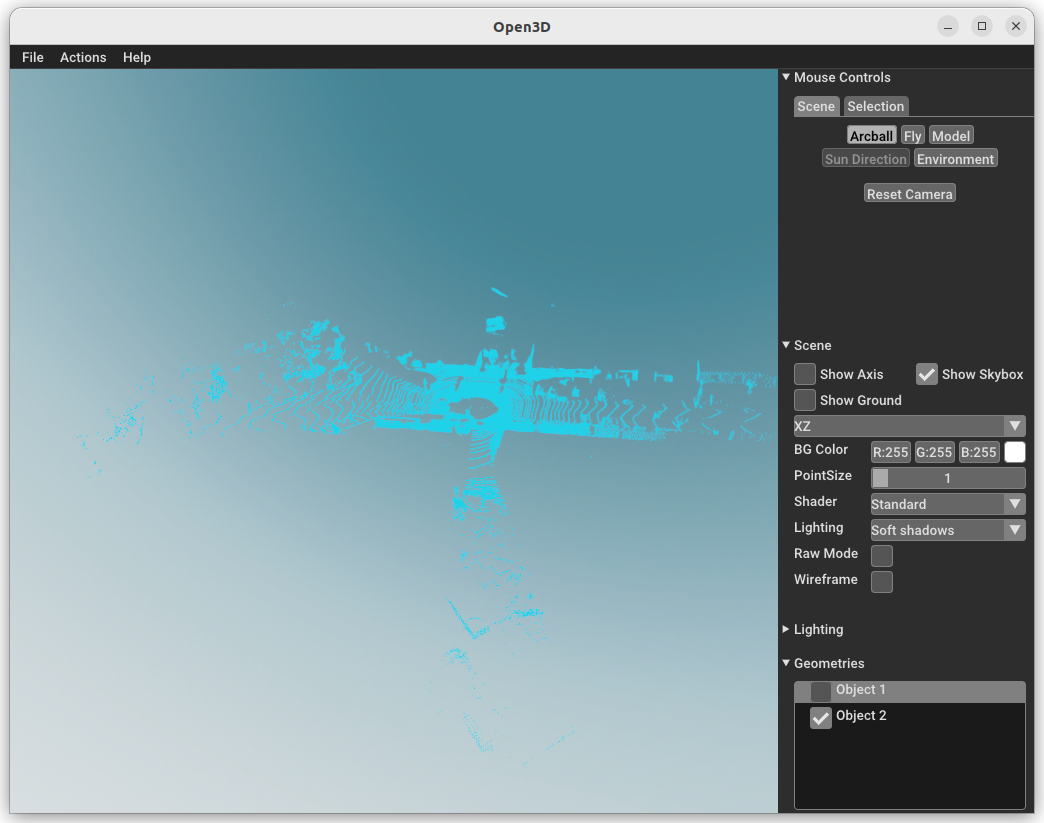 Open3D
File Actions Help
Mouse Controls
Scene Selection
Arcball Fly Model
Sun Direction Environment
Reset Camera
Scene
Show Axis Show Skybox
Show Ground
XZ
BG Color R:255 G:255 B:255
PointSize 1
Shader Standard
Lighting Soft shadows
Raw Mode
Wireframe
Lighting
Geometries
Object 1
Object 2